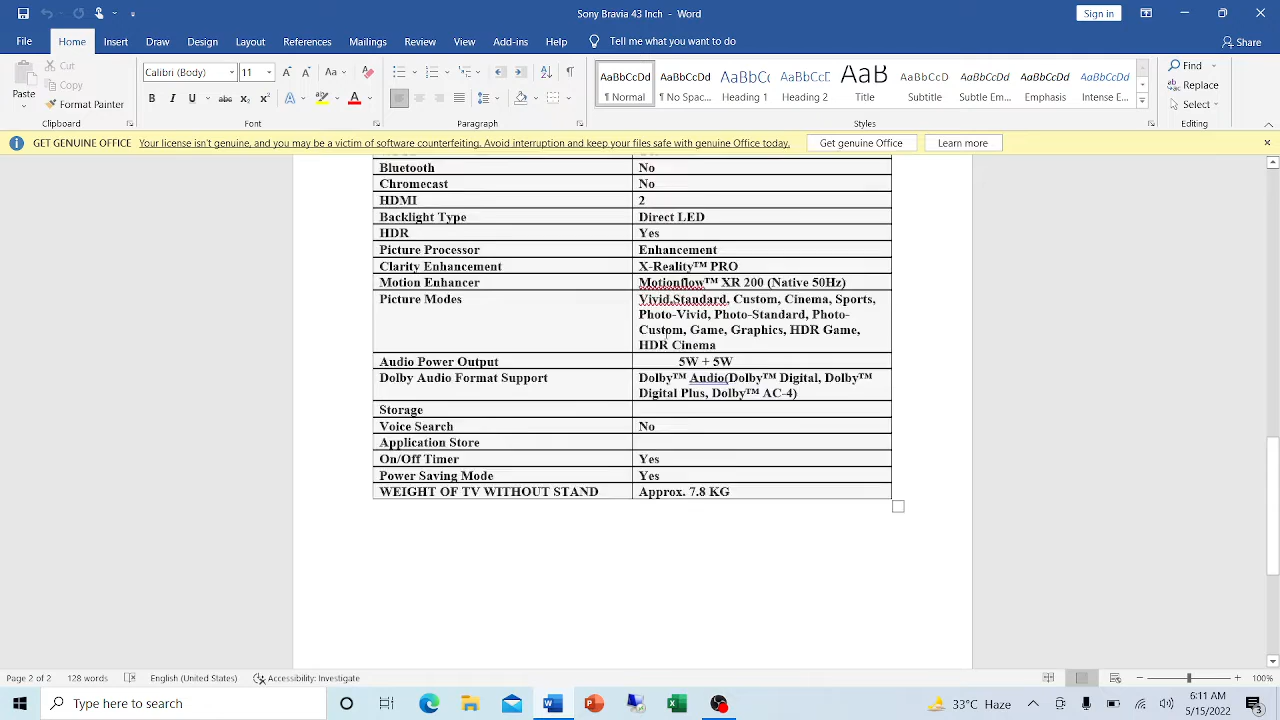 Sony Bravia 43 Inch - Word
Sign in
File Home Insert Draw Design Layout References Mailings Review View Add-ins Help Tell me what you want to do Share
Paste
Cut
Copy
Format Painter
Clipboard
Calibri (Body) 11
Font
Paragraph
AaBbCcDd ¶ Normal
AaBbCcDd ¶ No Spac...
AaBbCc Heading 1
AaBbCcE Heading 2
AaB Title
AaBbCcD Subtitle
AaBbCcDd Subtle Em...
AaBbCcDd Emphasis
AaBbCcDd Intense E...
Styles
Find
Replace
Select
Editing
GET GENUINE OFFICE Your license isn't genuine, and you may be a victim of software counterfeiting. Avoid interruption and keep your files safe with genuine Office today. Get genuine Office Learn more
Bluetooth No
Chromecast No
HDMI 2
Backlight Type Direct LED
HDR Yes
Picture Processor Enhancement
Clarity Enhancement X-Reality™ PRO
Motion Enhancer Motionflow™ XR 200 (Native 50Hz)
Picture Modes Vivid,Standard, Custom, Cinema, Sports,
Photo-Vivid, Photo-Standard, Photo-
Custom, Game, Graphics, HDR Game,
HDR Cinema
Audio Power Output 5W + 5W
Dolby Audio Format Support Dolby™ Audio(Dolby™ Digital, Dolby™
Digital Plus, Dolby™ AC-4)
Storage
Voice Search No
Application Store
On/Off Timer Yes
Power Saving Mode Yes
WEIGHT OF TV WITHOUT STAND Approx. 7.8 KG
Page 2 of 2 128 words English (United States) Accessibility: Investigate 100%
Type here to search
33°C Haze
6:11 AM
5/15/2022
3